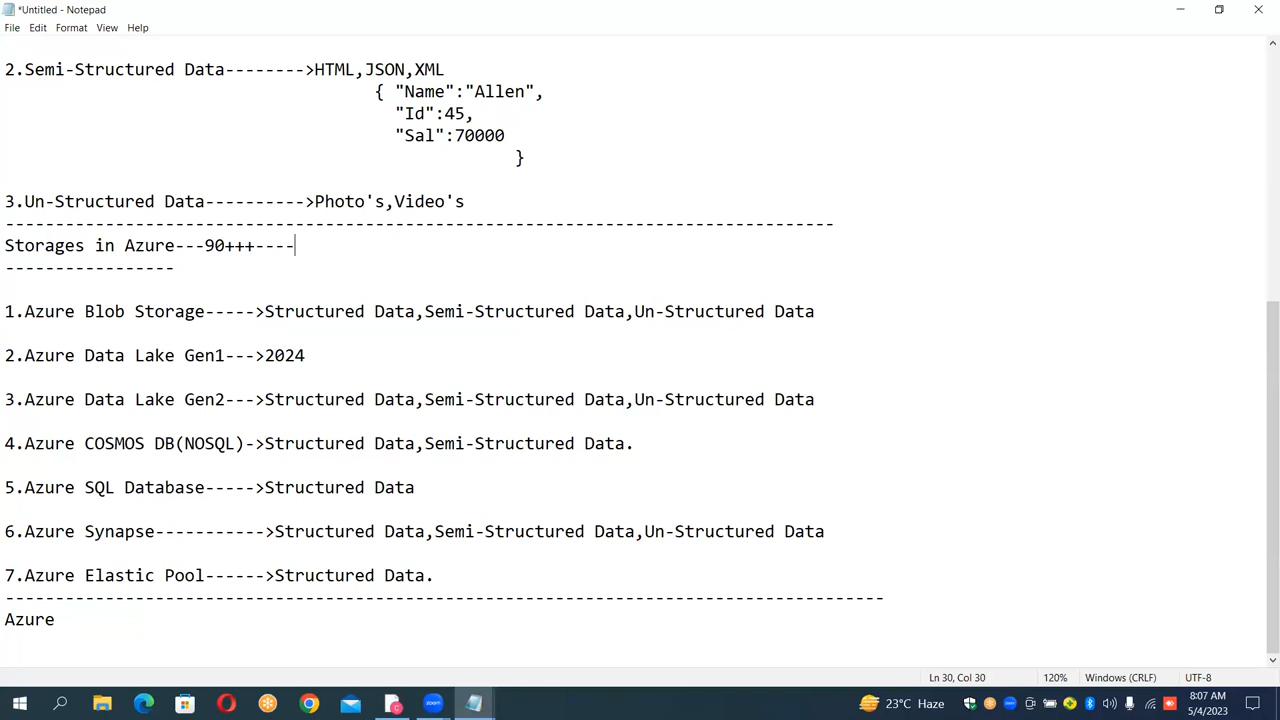 *Untitled - Notepad
File Edit Format View Help
2.Semi-Structured Data-------->HTML,JSON,XML
{ "Name":"Allen",
"Id":45,
"Sal":70000
}
3.Un-Structured Data---------->Photo's,Video's
-----------------------------------------------------------------------------------
Storages in Azure---90+++----
-----------------
1.Azure Blob Storage----->Structured Data,Semi-Structured Data,Un-Structured Data
2.Azure Data Lake Gen1--->2024
3.Azure Data Lake Gen2--->Structured Data,Semi-Structured Data,Un-Structured Data
4.Azure COSMOS DB(NOSQL)->Structured Data,Semi-Structured Data.
5.Azure SQL Database----->Structured Data
6.Azure Synapse----------->Structured Data,Semi-Structured Data,Un-Structured Data
7.Azure Elastic Pool------>Structured Data.
----------------------------------------------------------------------------------------
Azure
Ln 30, Col 30 120% Windows (CRLF) UTF-8
zoom 23°C Haze 8:07 AM
5/4/2023